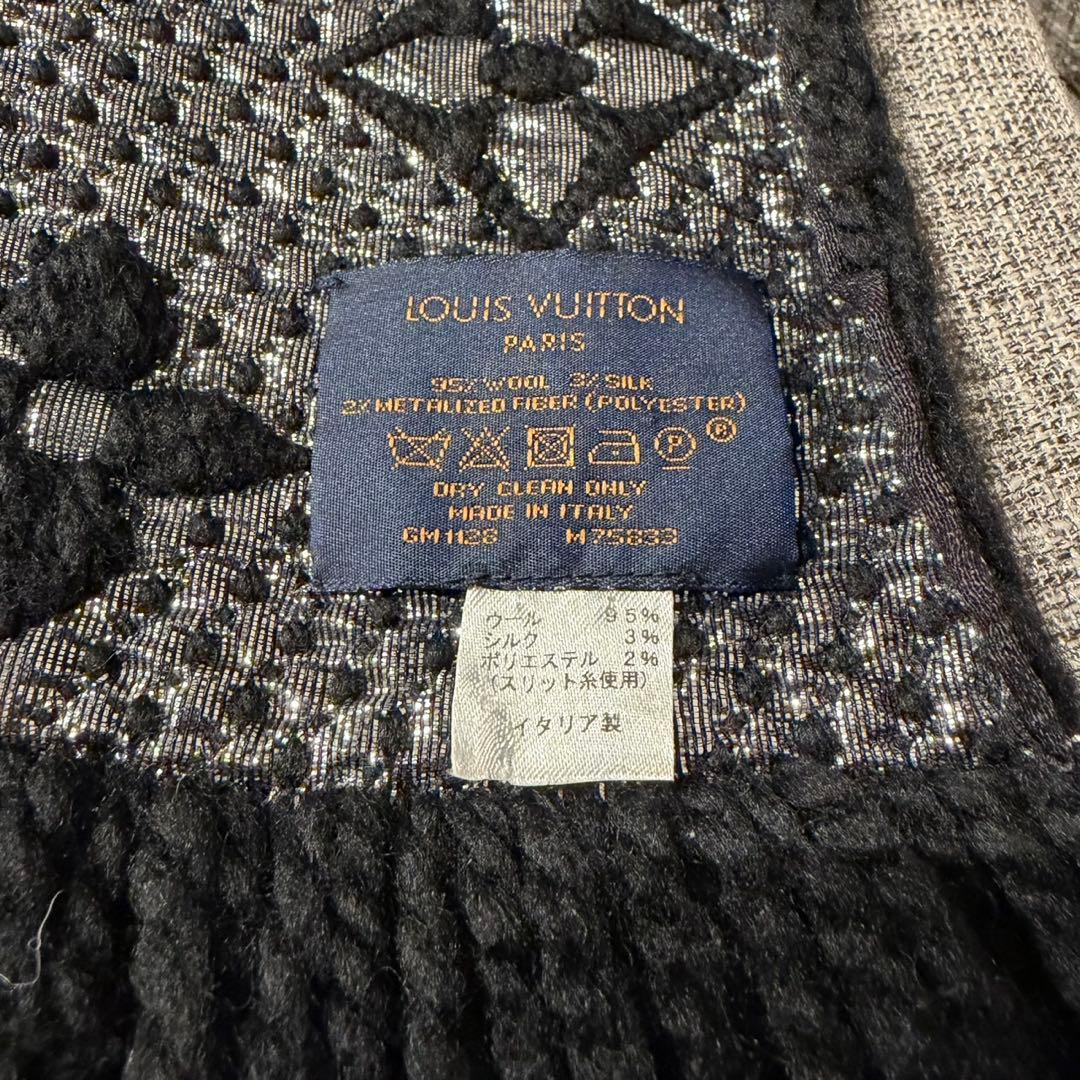 LOUIS VUITTON
PARIS
95% WOOL 3% SILK
2% METALIZED FIBER (POLYESTER)
P ®
DRY CLEAN ONLY
MADE IN ITALY
GM1128 M75833
ウール 95%
シルク 3%
ポリエステル 2%
(スリット糸使用)
イタリア製